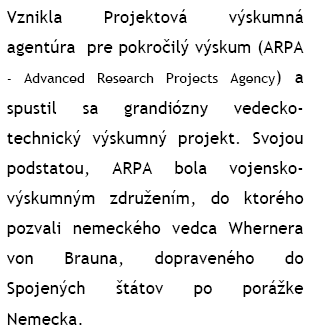 Vznikla Projektová výskumná
agentúra pre pokročilý výskum (ARPA
- Advanced Research Projects Agency) a
spustil sa grandiózny vedecko-
technický výskumný projekt. Svojou
podstatou, ARPA bola vojensko-
výskumným združením, do ktorého
pozvali nemeckého vedca Whernera
von Brauna, dopraveného do
Spojených štátov po porážke
Nemecka.